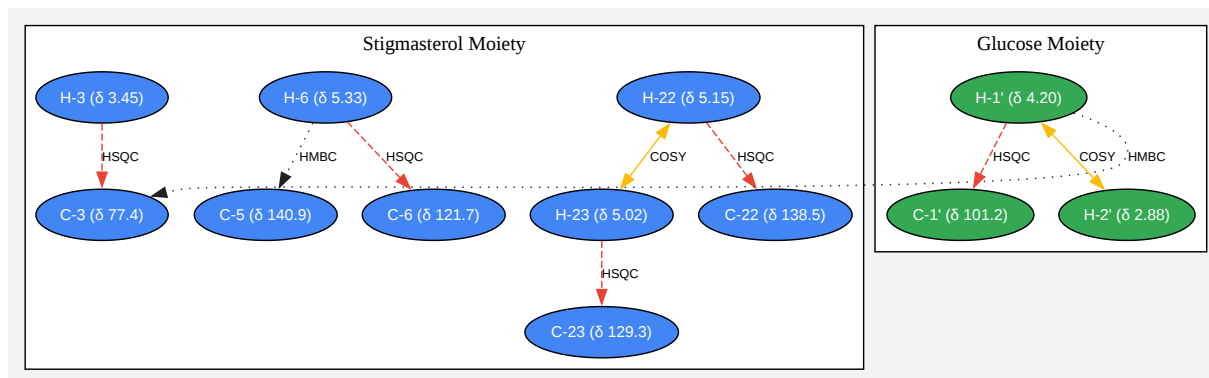 Stigmasterol Moiety
Glucose Moiety
H-3 (δ 3.45)
H-6 (δ 5.33)
H-22 (δ 5.15)
H-1' (δ 4.20)
HSQC
HMBC
HSQC
COSY
HSQC
HSQC
COSY
HMBC
C-3 (δ 77.4)
C-5 (δ 140.9)
C-6 (δ 121.7)
H-23 (δ 5.02)
C-22 (δ 138.5)
C-1' (δ 101.2)
H-2' (δ 2.88)
HSQC
C-23 (δ 129.3)